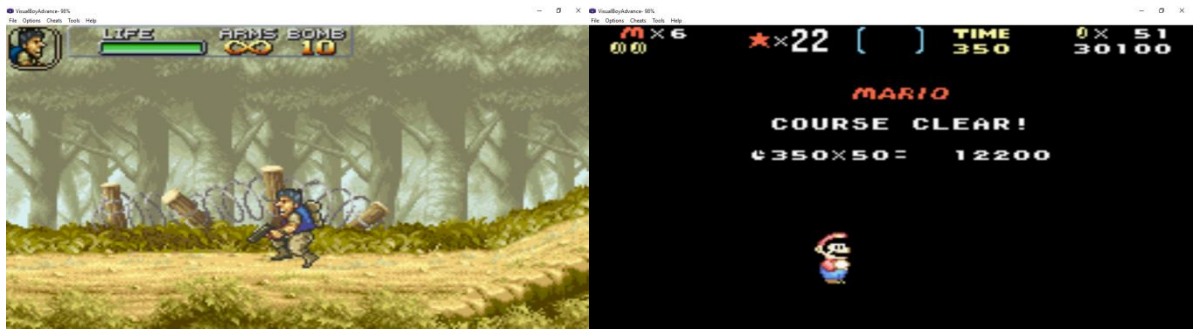 VisualBoyAdvance- 98%
File Options Cheats Tools Help
LIFE ARMS BOMB
∞ 10
VisualBoyAdvance- 98%
File Options Cheats Tools Help
M×6 ★×22 TIME 0× 51
350 30100
MARIO
COURSE CLEAR!
350×50= 12200